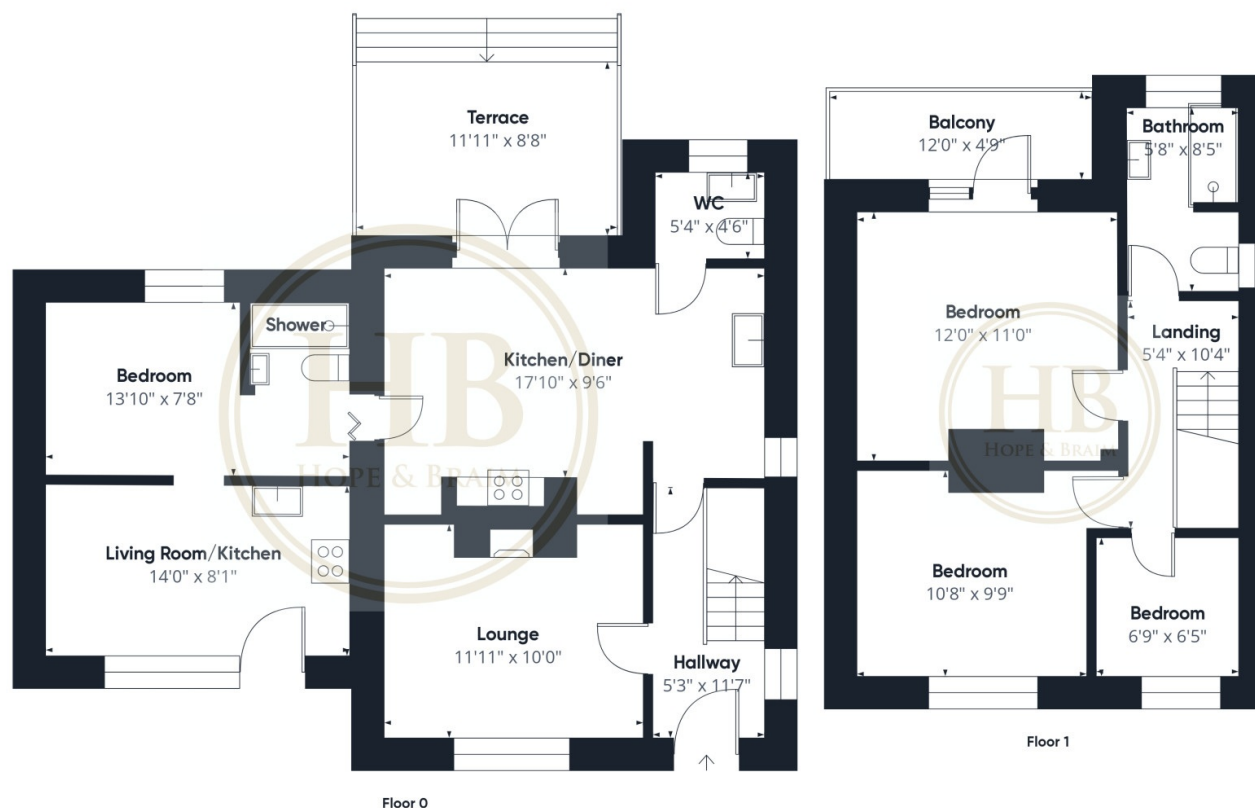 Terrace
11'11" x 8'8"
WC
5'4" x 4'6"
Shower
Bedroom
13'10" x 7'8"
Kitchen/Diner
17'10" x 9'6"
HB
HOPE & BRAIM
Living Room/Kitchen
14'0" x 8'1"
Lounge
11'11" x 10'0"
Hallway
5'3" x 11'7"
Floor 0
Balcony
12'0" x 4'9"
Bathroom
5'8" x 8'5"
Bedroom
12'0" x 11'0"
Landing
5'4" x 10'4"
HB
HOPE & BRAIM
Bedroom
10'8" x 9'9"
Bedroom
6'9" x 6'5"
Floor 1